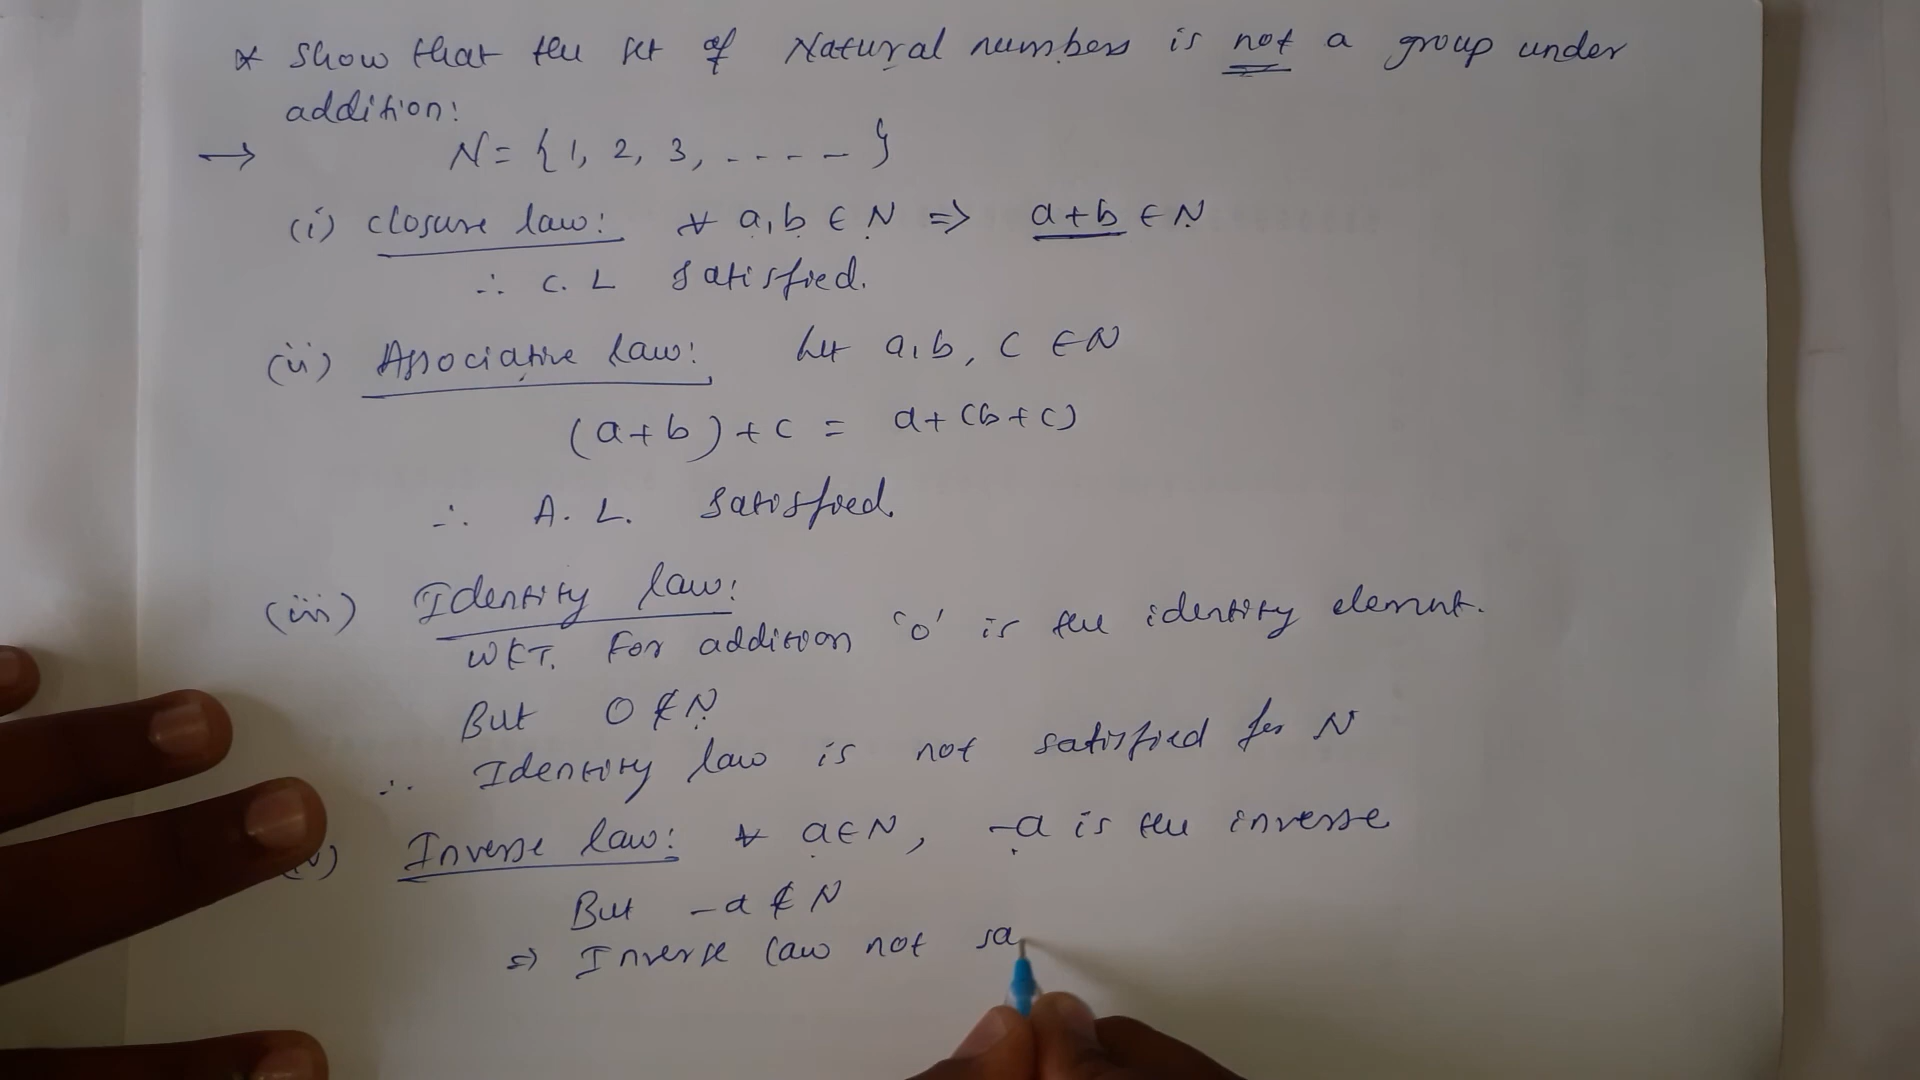 * Show that the set of Natural numbers is not a group under
addition:
→ N = {1, 2, 3, ----- }
(i) closure law: ∀ a, b ∈ N ⇒ a+b ∈ N
∴ C. L satisfied.
(ii) Associative law: Let a, b, c ∈ N
(a+b)+c = a+(b+c)
∴ A. L. satisfied.
(iii) Identity law:
WKT. For addition 'o' is the identity element.
But O ∉ N
∴ Identity law is not satisfied for N
Inverse law: ∀ a∈N, -a is the inverse
But -a ∉ N
⇒ Inverse law not sa